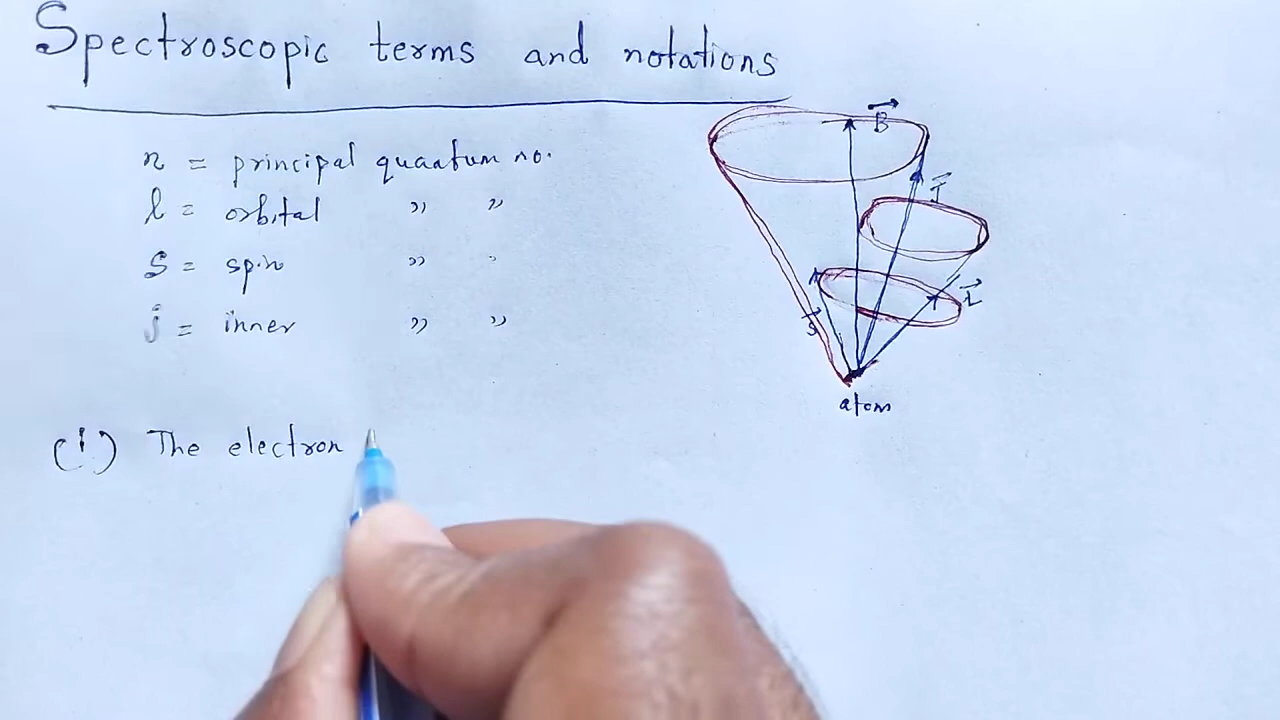 Spectroscopic terms and notations
n = principal quantum no.
l = orbital " "
S = spin " "
j = inner " "
B
J
L
S
atom
(i) The electron